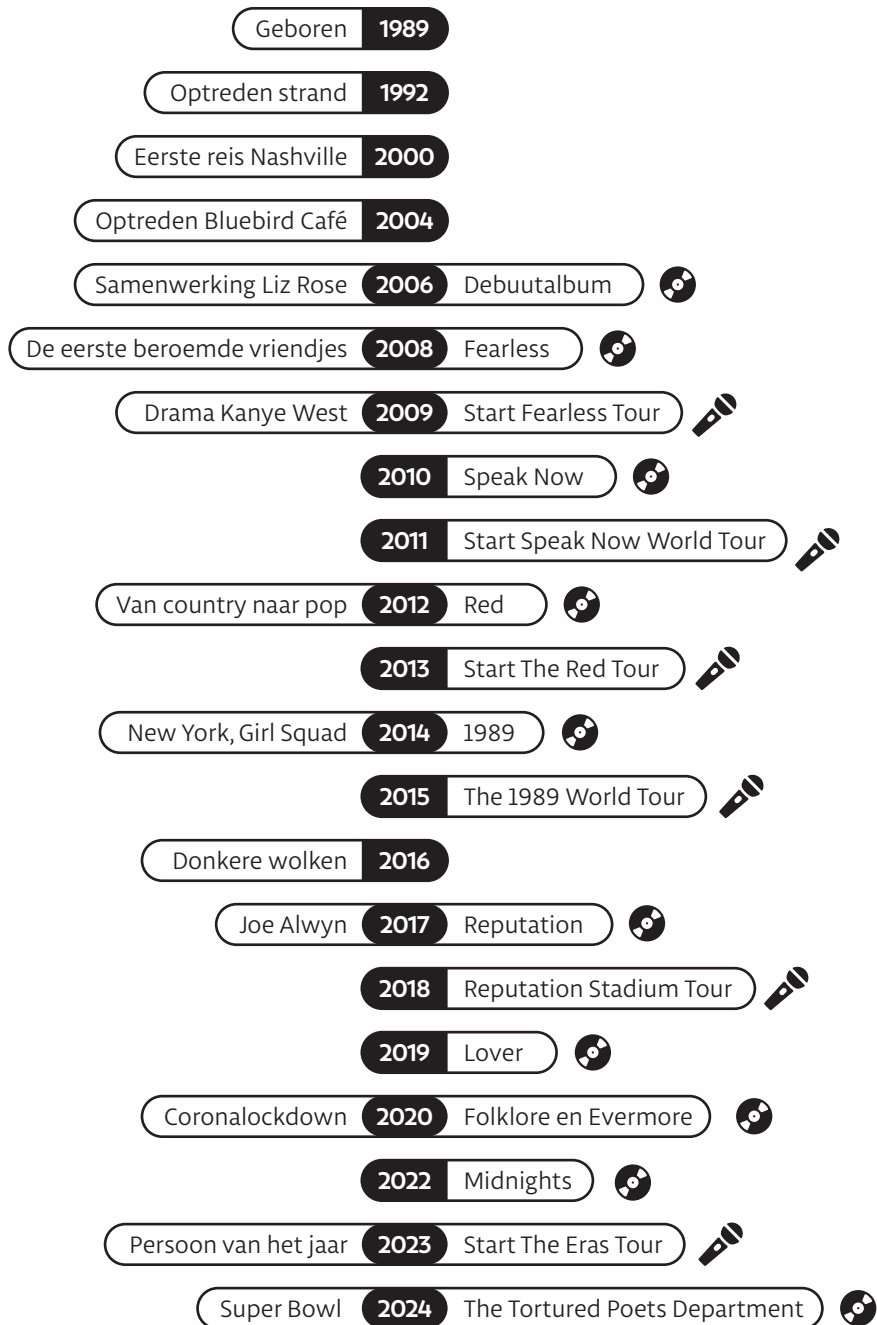 Geboren 1989
Optreden strand 1992
Eerste reis Nashville 2000
Optreden Bluebird Café 2004
Samenwerking Liz Rose 2006 Debuutalbum
De eerste beroemde vriendjes 2008 Fearless
Drama Kanye West 2009 Start Fearless Tour
2010 Speak Now
2011 Start Speak Now World Tour
Van country naar pop 2012 Red
2013 Start The Red Tour
New York, Girl Squad 2014 1989
2015 The 1989 World Tour
Donkere wolken 2016
Joe Alwyn 2017 Reputation
2018 Reputation Stadium Tour
2019 Lover
Coronalockdown 2020 Folklore en Evermore
2022 Midnights
Persoon van het jaar 2023 Start The Eras Tour
Super Bowl 2024 The Tortured Poets Department